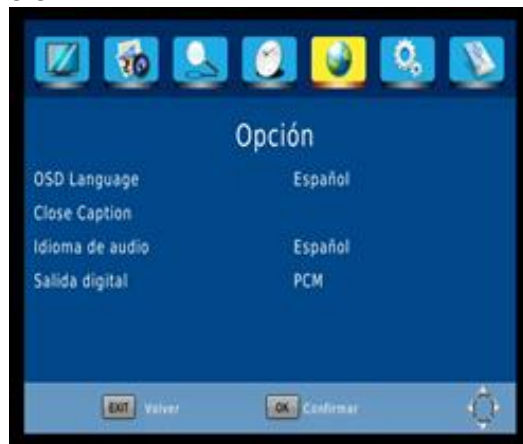 Opción
OSD Language Español
Close Caption
Idioma de audio Español
Salida digital PCM
EXIT Volver OK Confirmar